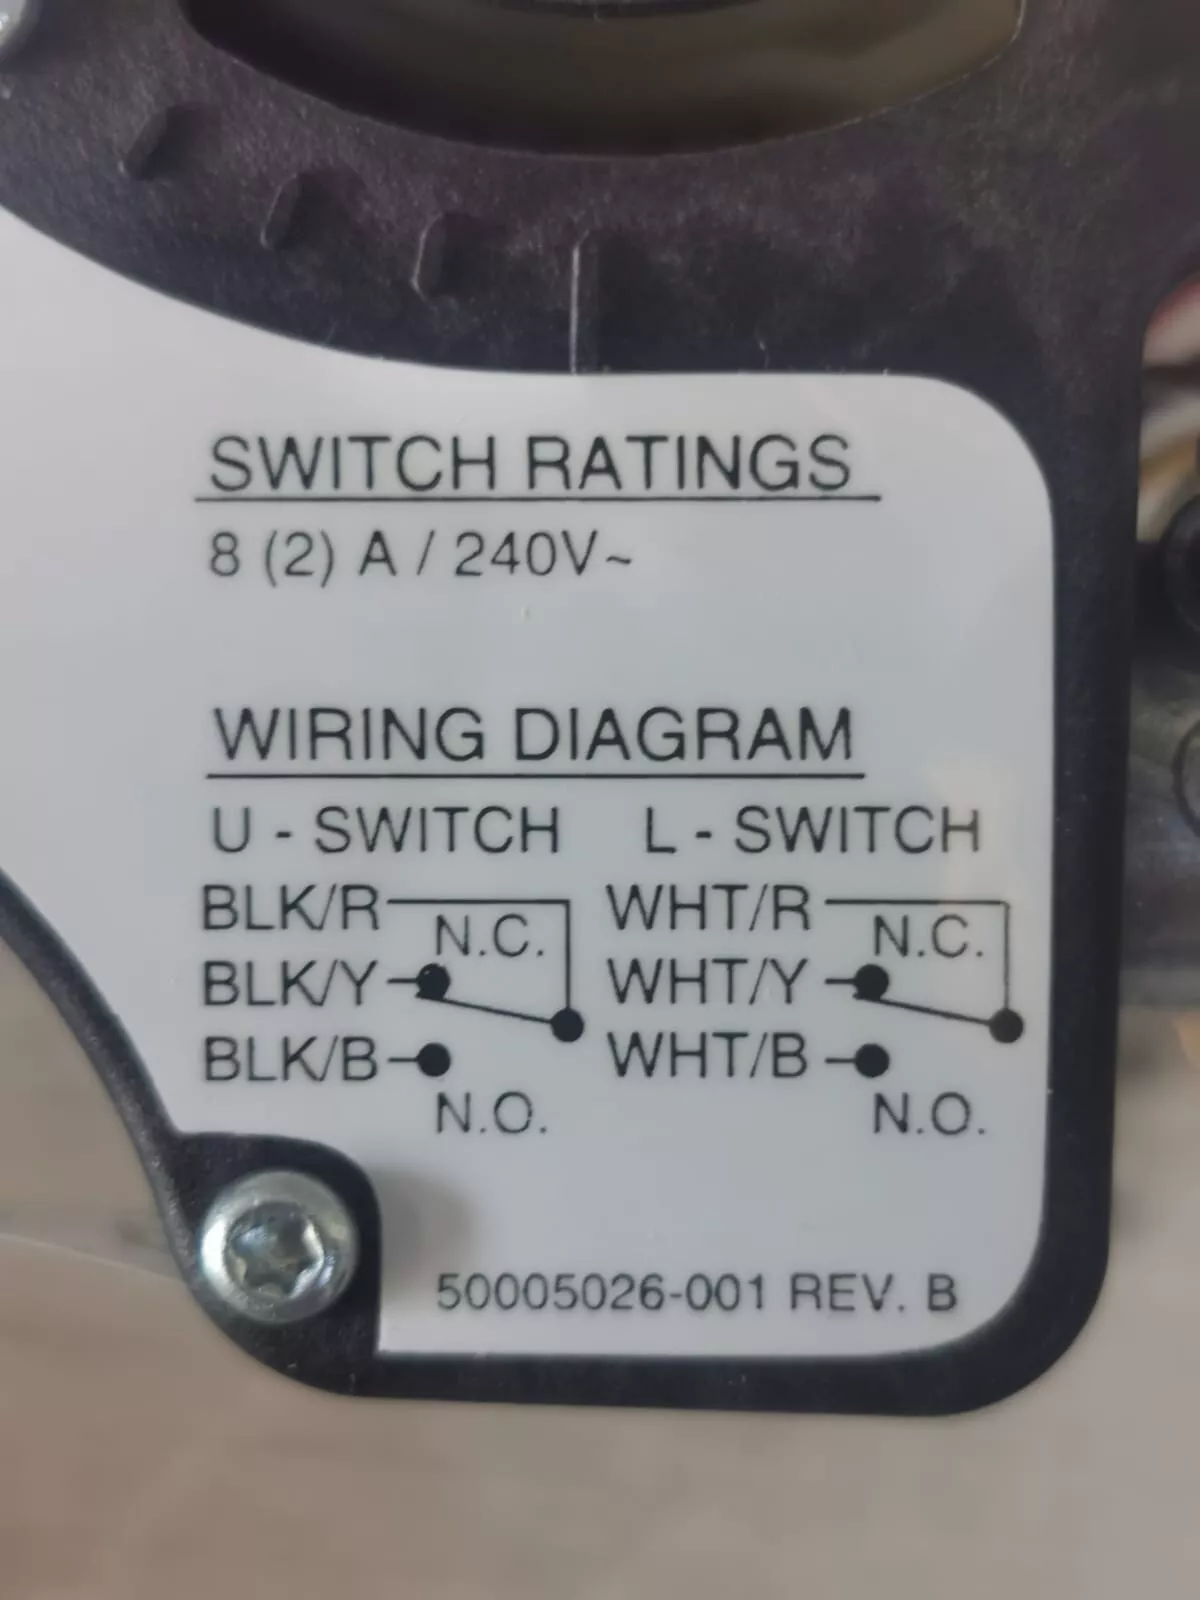 SWITCH RATINGS
8 (2) A / 240V~
WIRING DIAGRAM
U - SWITCH L - SWITCH
BLK/R N.C. WHT/R N.C.
BLK/Y WHT/Y
BLK/B WHT/B
N.O. N.O.
50005026-001 REV. B